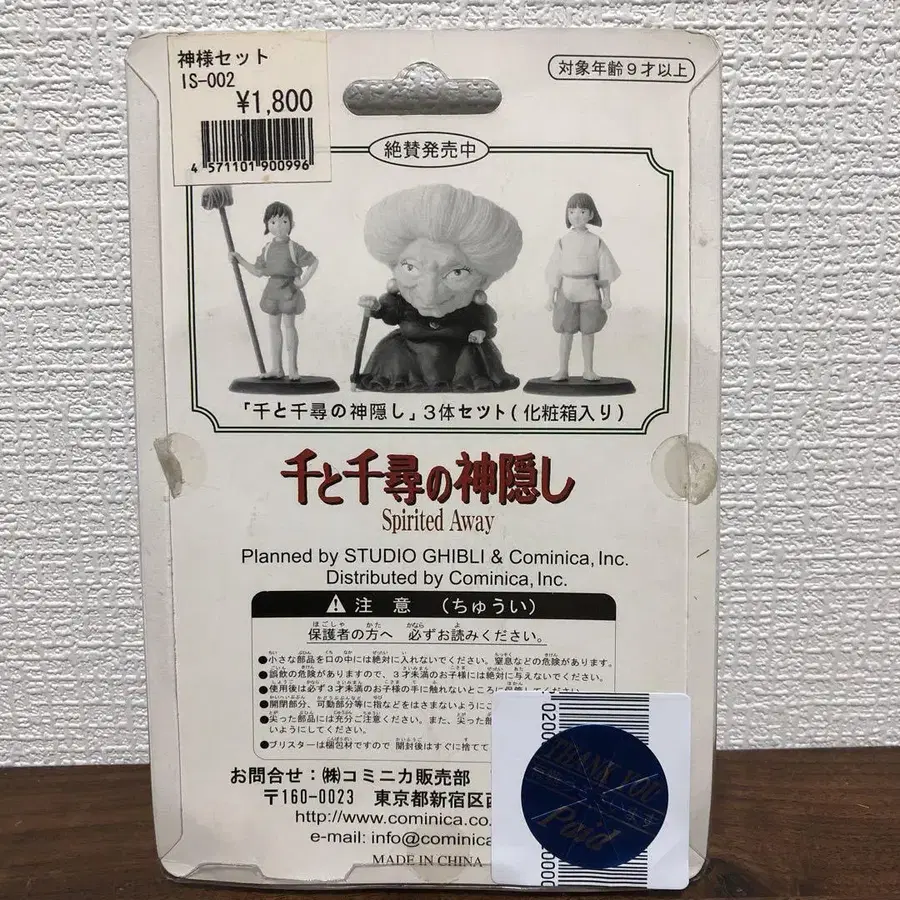 神様セット
IS-002
¥1,800
4 571101 900996
対象年齢9才以上
絶賛発売中
「千と千尋の神隠し」3体セット(化粧箱入り)
千と千尋の神隠し
Spirited Away
Planned by STUDIO GHIBLI & Cominica, Inc.
Distributed by Cominica, Inc.
注 意 (ちゅうい)
保護者の方へ 必ずお読みください。
●小さな部品を口の中には絶対に入れないでください。窒息などの危険があります。
●誤飲の危険がありますので、3才未満のお子様には絶対に与えないでください。
●使用後は必ず3才未満のお子様の手に触れないところに保管してください。
●開閉部分、可動部分等に指などをはさまないようにご
●尖った部品には充分ご注意ください。また、尖った部
いようにしてください。
●ブリスターは梱包材ですので 開封後はすぐに捨てて
お問合せ:㈱コミニカ販売部
〒160-0023 東京都新宿区西
http://www.cominica.co.
e-mail: info@cominica
MADE IN CHINA
THANK YOU
Paid